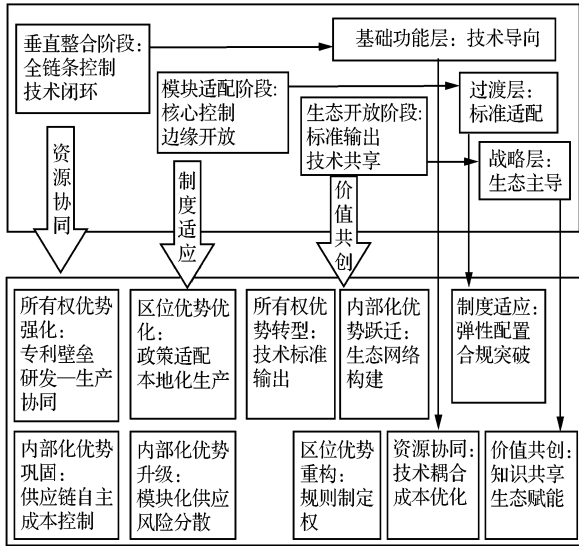 垂直整合阶段：
全链条控制
技术闭环
基础功能层：技术导向
模块适配阶段：
核心控制
边缘开放
过渡层：
标准适配
生态开放阶段：
标准输出
技术共享
战略层：
生态主导
资源协同
制度适应
价值共创
所有权优势
强化：
专利壁垒
研发—生产
协同
区位优势优
化：
政策适配
本地化生产
所有权优
势转型：
技术标准
输出
内部化优
势跃迁：
生态网络
构建
制度适应：
弹性配置
合规突破
内部化优势
巩固：
供应链自主
成本控制
内部化优势
升级：
模块化供应
风险分散
区位优势
重构：
规则制定
权
资源协同：
技术耦合
成本优化
价值共创：
知识共享
生态赋能